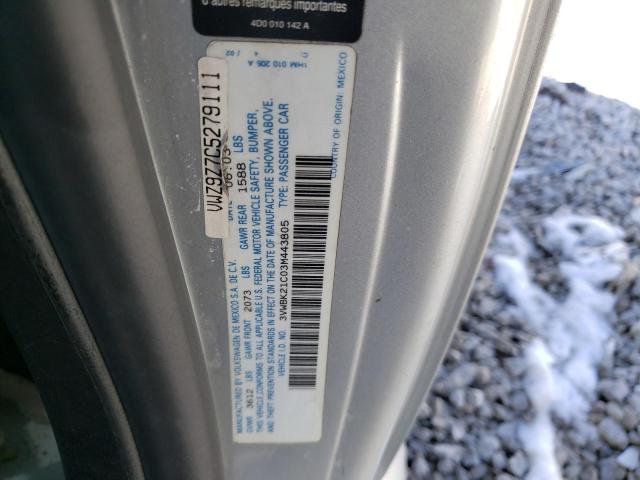 d'autres remarques importantes
4D0 010 142 A
VWZ9Z7C5279111
1HM 010 205 A
4 / 02
MANUFACTURED BY VOLKSWAGEN DE MEXICO S.A. DE C.V.
DATE 06 03
GVWR 3612 LBS GAWR FRONT 2073 LBS GAWR REAR 1588 LBS
THIS VEHICLE CONFORMS TO ALL APPLICABLE U.S. FEDERAL MOTOR VEHICLE SAFETY, BUMPER,
AND THEFT PREVENTION STANDARDS IN EFFECT ON THE DATE OF MANUFACTURE SHOWN ABOVE.
VEHICLE I.D. NO.: 3VWBK21C03M443805 TYPE: PASSENGER CAR
COUNTRY OF ORIGIN: MEXICO